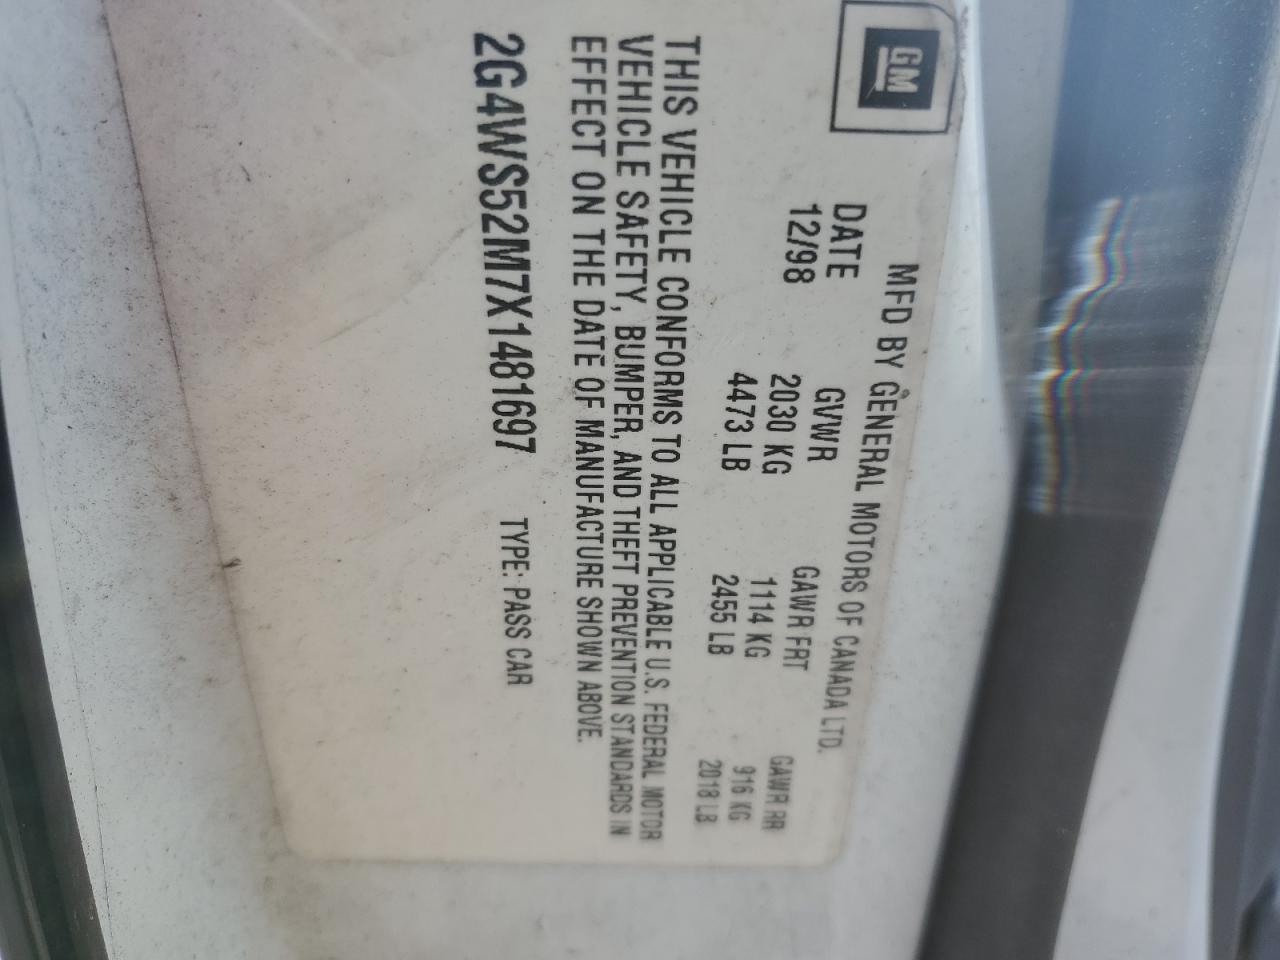 GM
MFD BY GENERAL MOTORS OF CANADA LTD.
DATE GVWR GAWR FRT GAWR RR
12/98 2030 KG 1114 KG 916 KG
4473 LB 2455 LB 2018 LB
THIS VEHICLE CONFORMS TO ALL APPLICABLE U.S. FEDERAL MOTOR
VEHICLE SAFETY, BUMPER, AND THEFT PREVENTION STANDARDS IN
EFFECT ON THE DATE OF MANUFACTURE SHOWN ABOVE.
2G4WS52M7X1481697 TYPE: PASS CAR